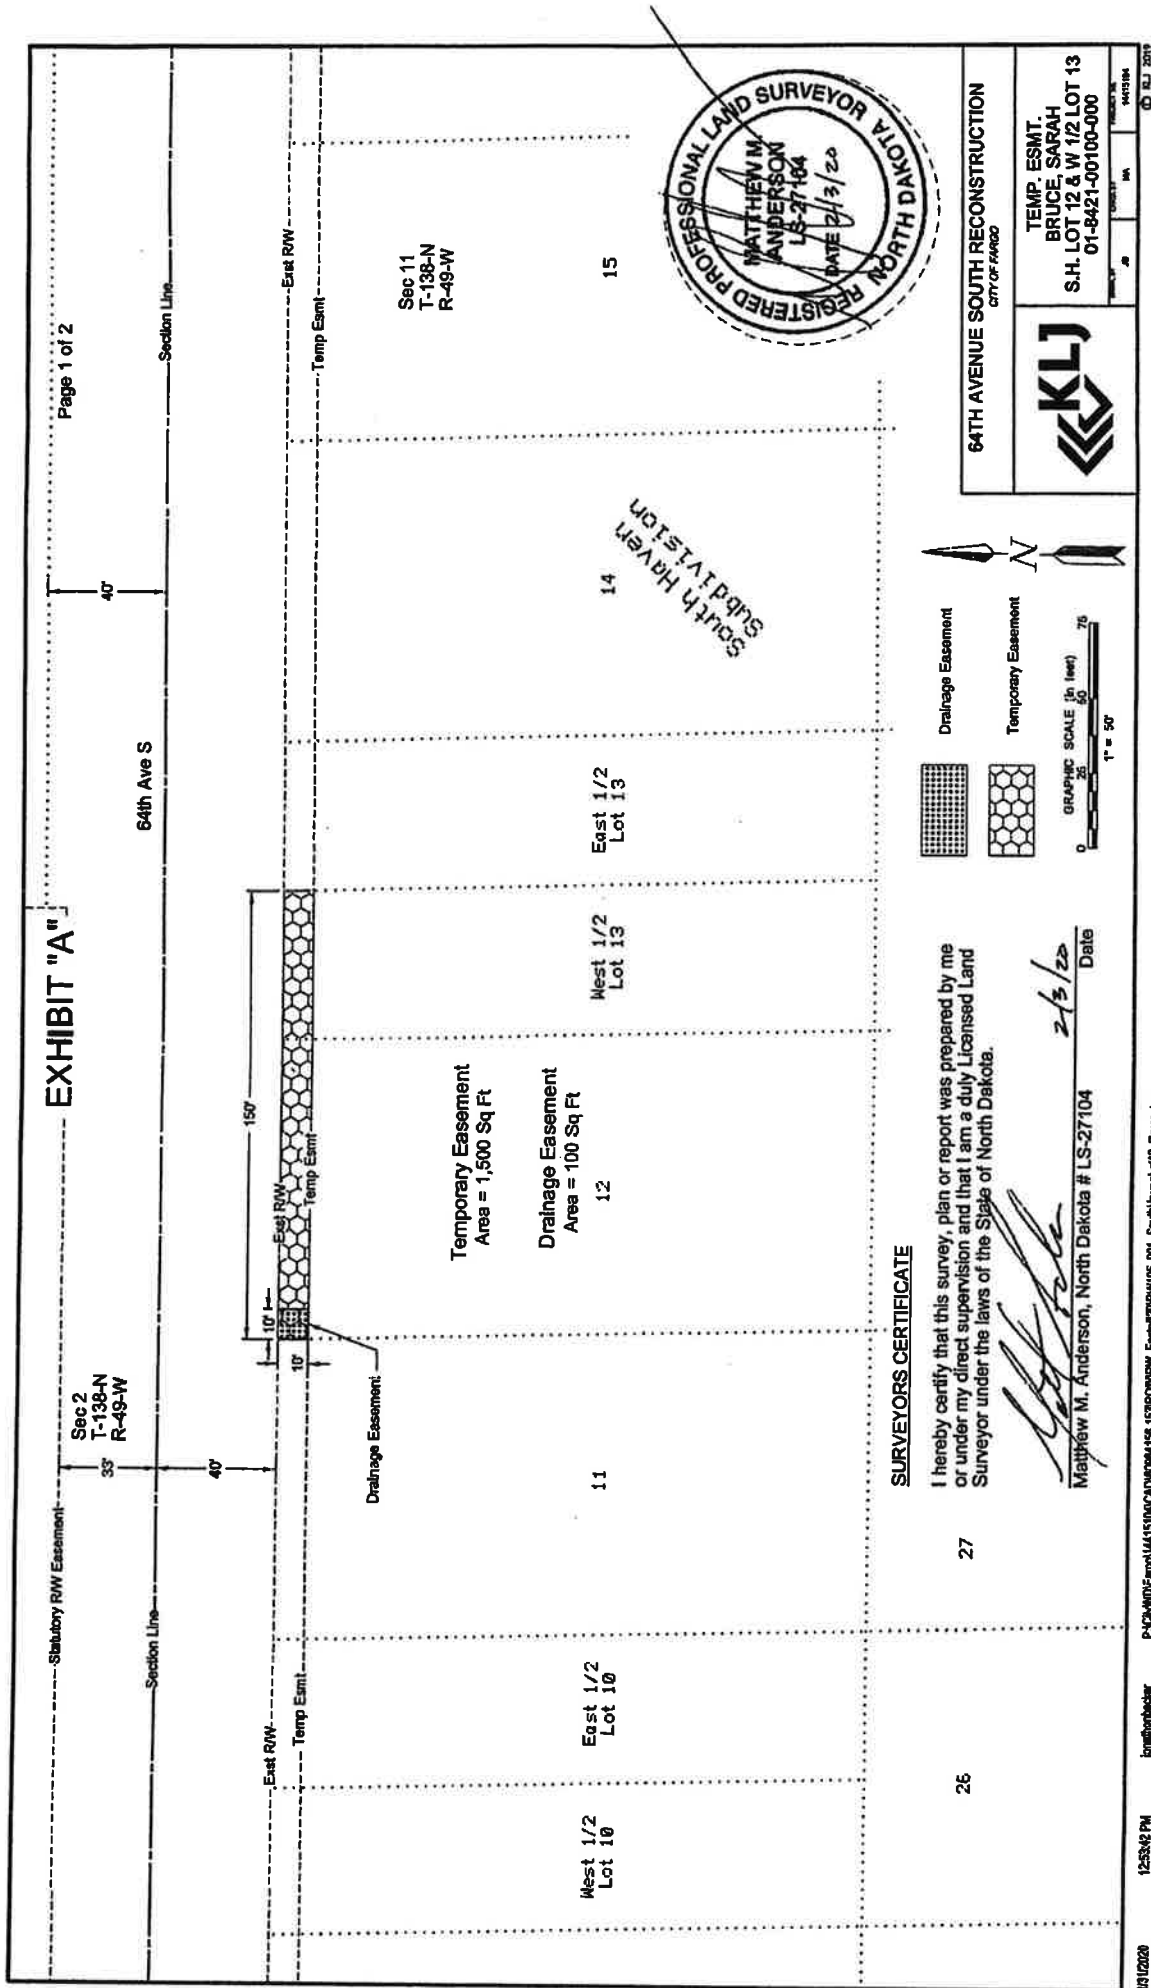 EXHIBIT "A"
Page 1 of 2
Statutory R/W Easement
Sec 2
T-138-N
R-49-W
33'
40'
40'
Section Line
Section Line
64th Ave S
150'
10'
10'
Exst R/W
Temp Esmt
Exst R/W
Temp Esmt
Exst R/W
Temp Esmt
Drainage Easement
Sec 11
T-138-N
R-49-W
Temporary Easement
Area = 1,500 Sq Ft
Drainage Easement
Area = 100 Sq Ft
West 1/2
Lot 10
East 1/2
Lot 10
11
12
West 1/2
Lot 13
East 1/2
Lot 13
14
15
South Haven
Subdivision
26
27
SURVEYORS CERTIFICATE
I hereby certify that this survey, plan or report was prepared by me
or under my direct supervision and that I am a duly Licensed Land
Surveyor under the laws of the State of North Dakota.
2/3/20
Matthew M. Anderson, North Dakota # LS-27104 Date
Drainage Easement
Temporary Easement
GRAPHIC SCALE (in feet)
0 25 50 75
1" = 50'
N
REGISTERED PROFESSIONAL LAND SURVEYOR
MATTHEW M.
ANDERSON
LS-27104
DATE 2/3/20
NORTH DAKOTA
64TH AVENUE SOUTH RECONSTRUCTION
CITY OF FARGO
KLJ
TEMP. ESMT.
BRUCE, SARAH
S.H. LOT 12 & W 1/2 LOT 13
01-8421-00100-000
JB
MA
14415104
© KLJ 2019
12:53:42 PM